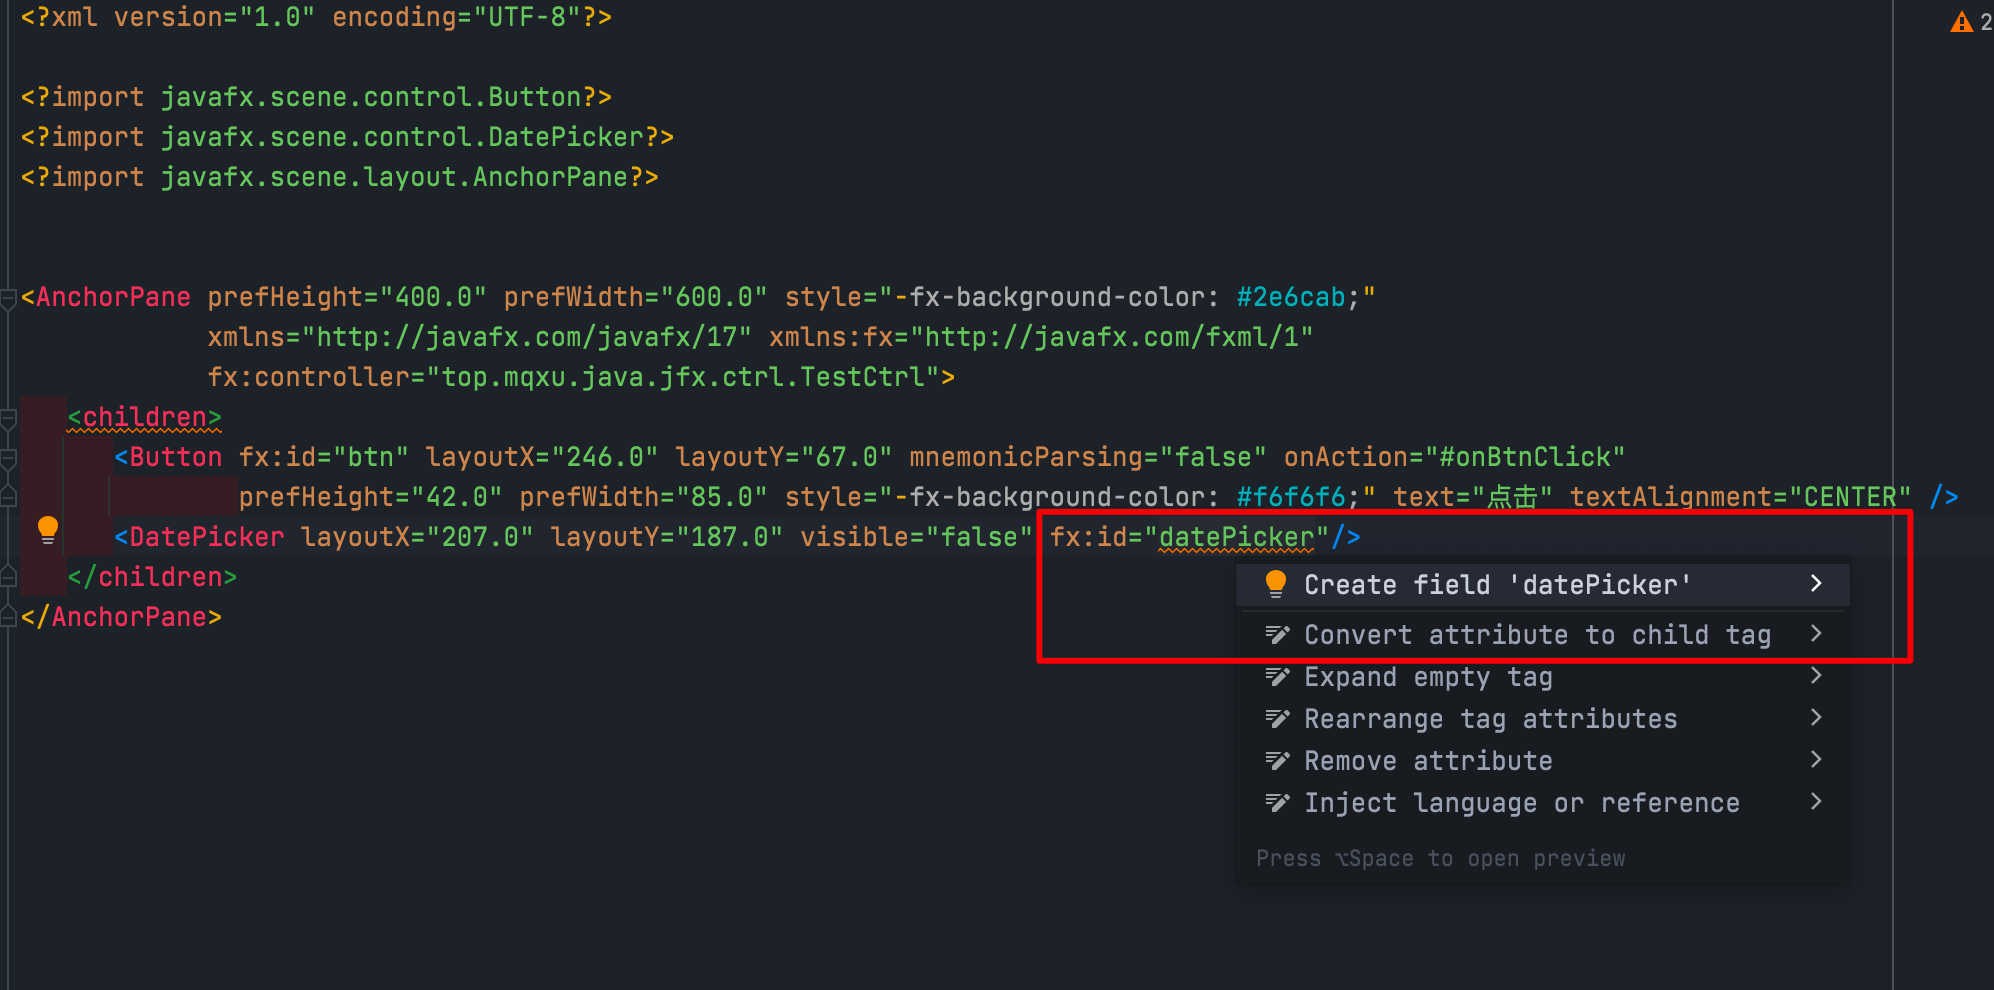 <?xml version="1.0" encoding="UTF-8"?>
2
<?import javafx.scene.control.Button?>
<?import javafx.scene.control.DatePicker?>
<?import javafx.scene.layout.AnchorPane?>
<AnchorPane prefHeight="400.0" prefWidth="600.0" style="-fx-background-color: #2e6cab;"
xmlns="http://javafx.com/javafx/17" xmlns:fx="http://javafx.com/fxml/1"
fx:controller="top.mqxu.java.jfx.ctrl.TestCtrl">
<children>
<Button fx:id="btn" layoutX="246.0" layoutY="67.0" mnemonicParsing="false" onAction="#onBtnClick"
prefHeight="42.0" prefWidth="85.0" style="-fx-background-color: #f6f6f6;" text="点击" textAlignment="CENTER" />
<DatePicker layoutX="207.0" layoutY="187.0" visible="false" fx:id="datePicker"/>
</children>
</AnchorPane>
Create field 'datePicker'
Convert attribute to child tag
Expand empty tag
Rearrange tag attributes
Remove attribute
Inject language or reference
Press ⌥Space to open preview